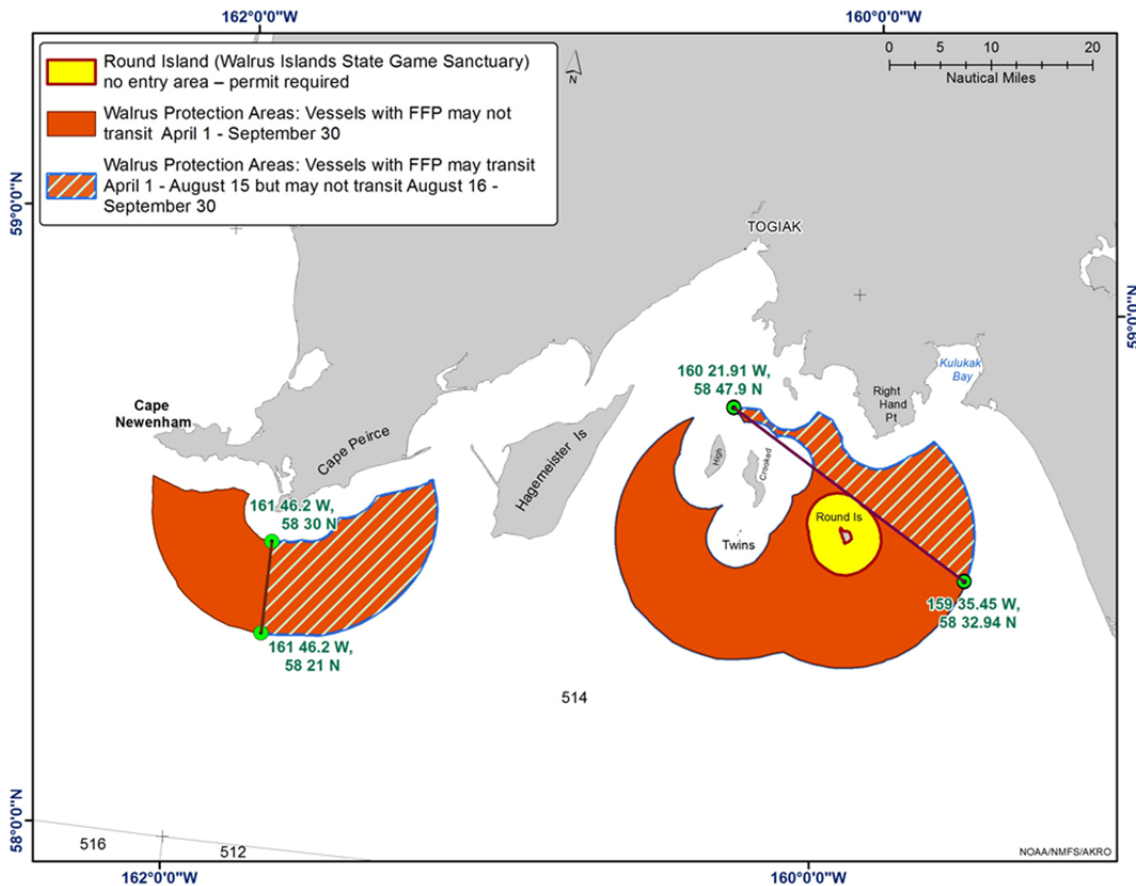 162°0'0"W
160°0'0"W
Round Island (Walrus Islands State Game Sanctuary)
no entry area – permit required
Walrus Protection Areas: Vessels with FFP may not
transit April 1 - September 30
Walrus Protection Areas: Vessels with FFP may transit
April 1 - August 15 but may not transit August 16 -
September 30
N
0 5 10 20
Nautical Miles
59°0'0"N
TOGIAK
59°0'0"N
160 21.91 W,
58 47.9 N
Kulukak
Bay
Right
Hand
Pt
Cape
Newenham
Cape Peirce
Hagemeister Is
High
Crooked
161 46.2 W,
58 30 N
Round Is
Twins
159 35.45 W,
58 32.94 N
161 46.2 W,
58 21 N
514
58°0'0"N
58°0'0"N
516
512
NOAA/NMFS/AKRO
162°0'0"W
160°0'0"W